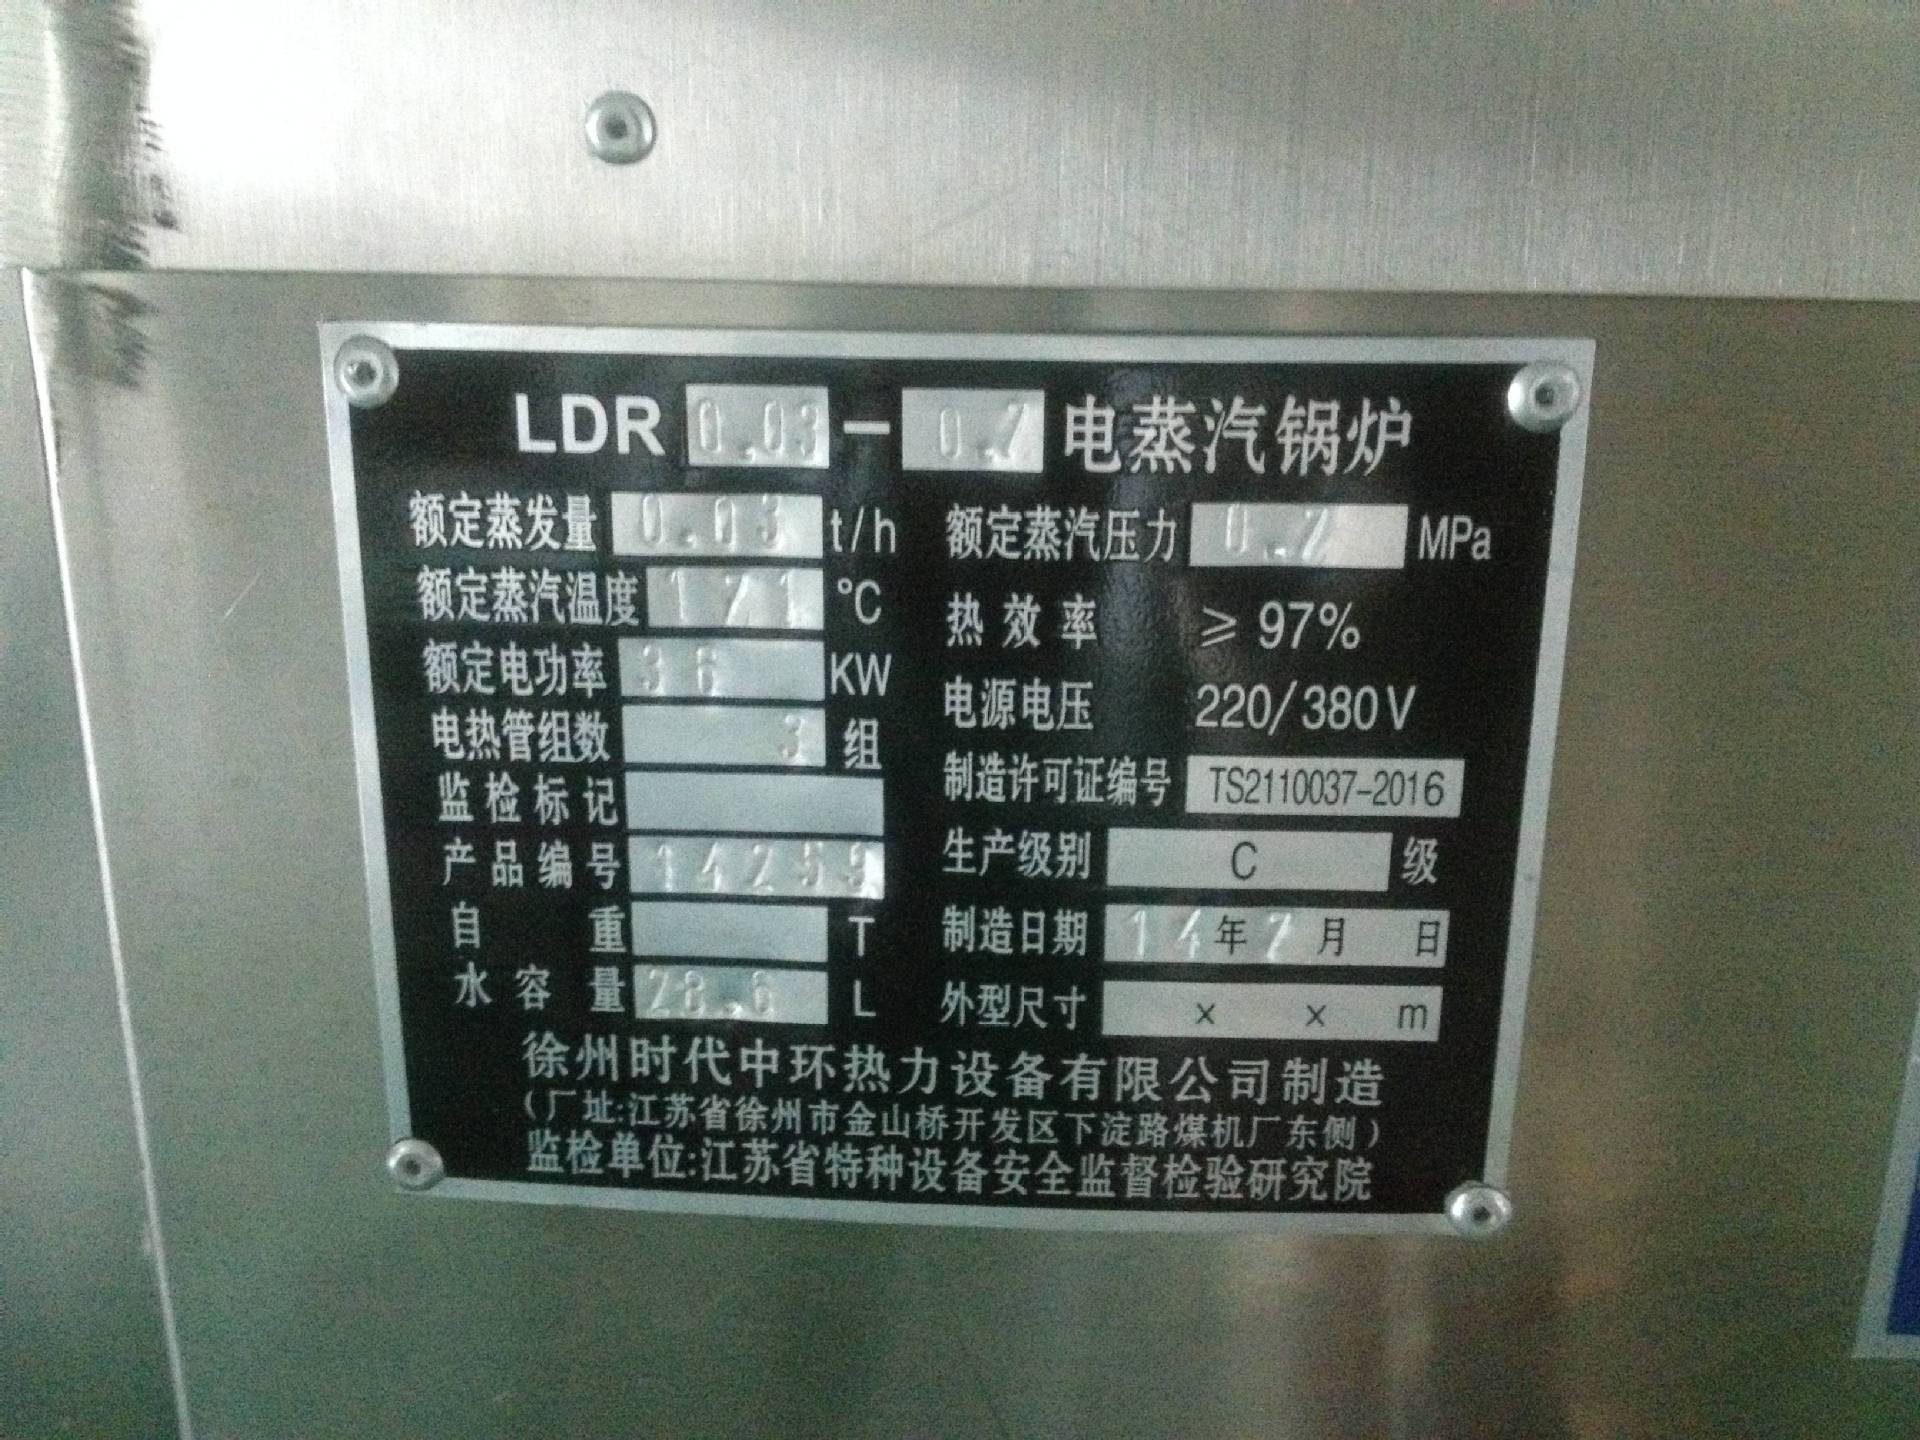 LDR 0.03 - 0.7 电蒸汽锅炉
额定蒸发量 0.03 t/h 额定蒸汽压力 0.7 MPa
额定蒸汽温度 171 ℃ 热效率 ≥97%
额定电功率 36 KW 电源电压 220/380V
电热管组数 3 组 制造许可证编号 TS2110037-2016
监检标记 生产级别 C 级
产品编号 14259 制造日期 14年7月 日
自重 T 外型尺寸 × × m
水容量 28.6 L
徐州时代中环热力设备有限公司制造
(厂址:江苏省徐州市金山桥开发区下淀路煤机厂东侧)
监检单位:江苏省特种设备安全监督检验研究院